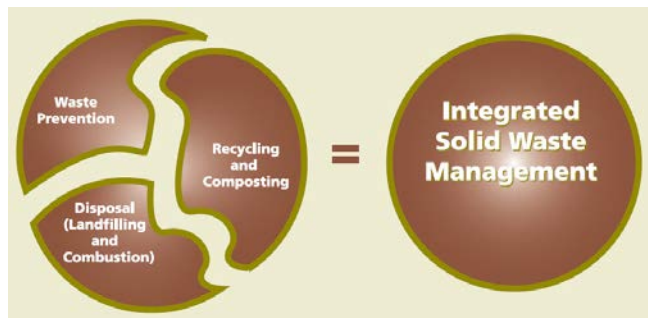 Waste
Prevention
Recycling
and
Composting
Disposal
(Landfilling
and
Combustion)
=
Integrated
Solid Waste
Management